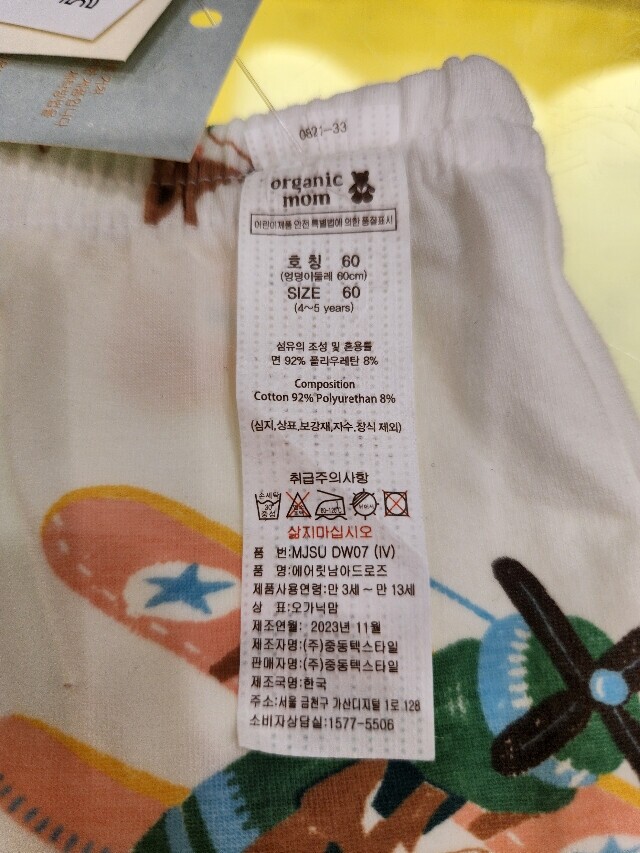 0821-33
organic
mom
어린이제품 안전 특별법에 의한 품질표시
호 칭 60
(엉덩이둘레 60cm)
SIZE 60
(4~5 years)
섬유의 조성 및 혼용률
면 92% 폴리우레탄 8%
Composition
Cotton 92% Polyurethan 8%
(심지,상표,보강재,자수,장식 제외)
취급주의사항
손세탁
30
중성
80~120℃
삶지마십시오
품 번:MJSU DW07 (IV)
품 명:에어릿남아드로즈
제품사용연령:만 3세 ~ 만 13세
상 표:오가닉맘
제조연월: 2023년 11월
제조자명:(주)중동텍스타일
판매자명:(주)중동텍스타일
제조국명:한국
주소:서울 금천구 가산디지털 1로 128
소비자상담실:1577-5506